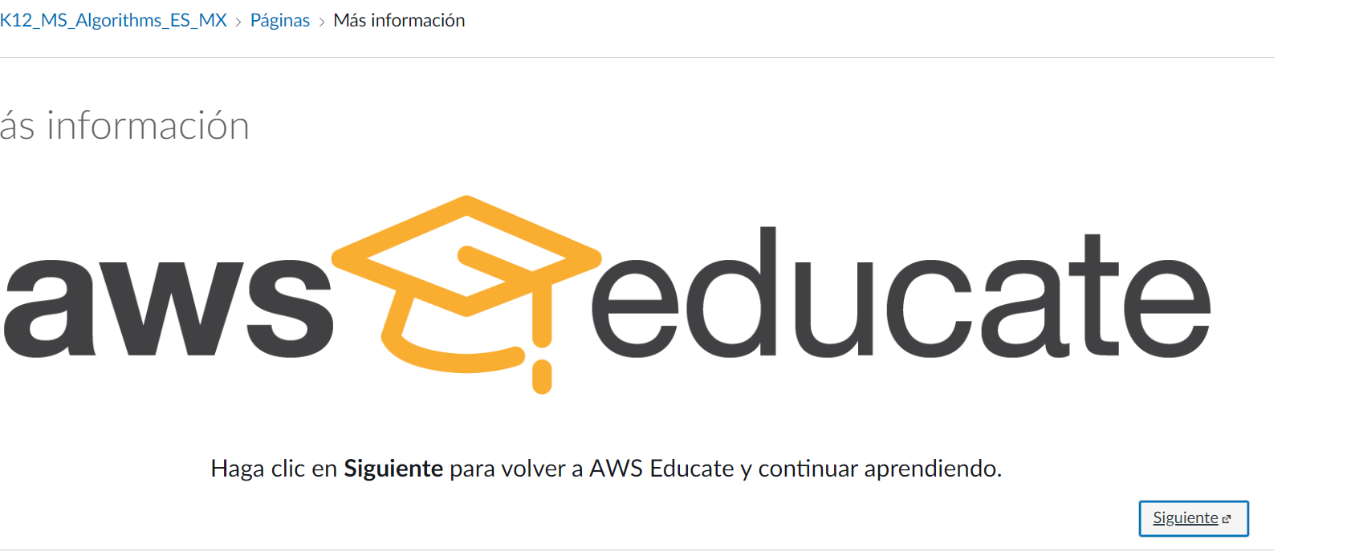 K12_MS_Algorithms_ES_MX > Páginas > Más información
ás información
aws educate
Haga clic en Siguiente para volver a AWS Educate y continuar aprendiendo.
Siguiente